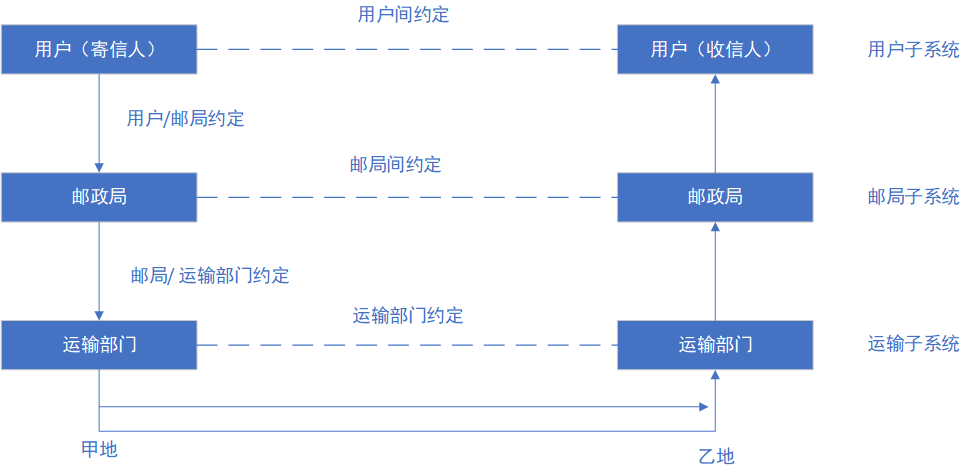 用户间约定
用户（寄信人）
用户（收信人）
用户子系统
用户/邮局约定
邮局间约定
邮政局
邮政局
邮局子系统
邮局/ 运输部门约定
运输部门约定
运输部门
运输部门
运输子系统
甲地
乙地